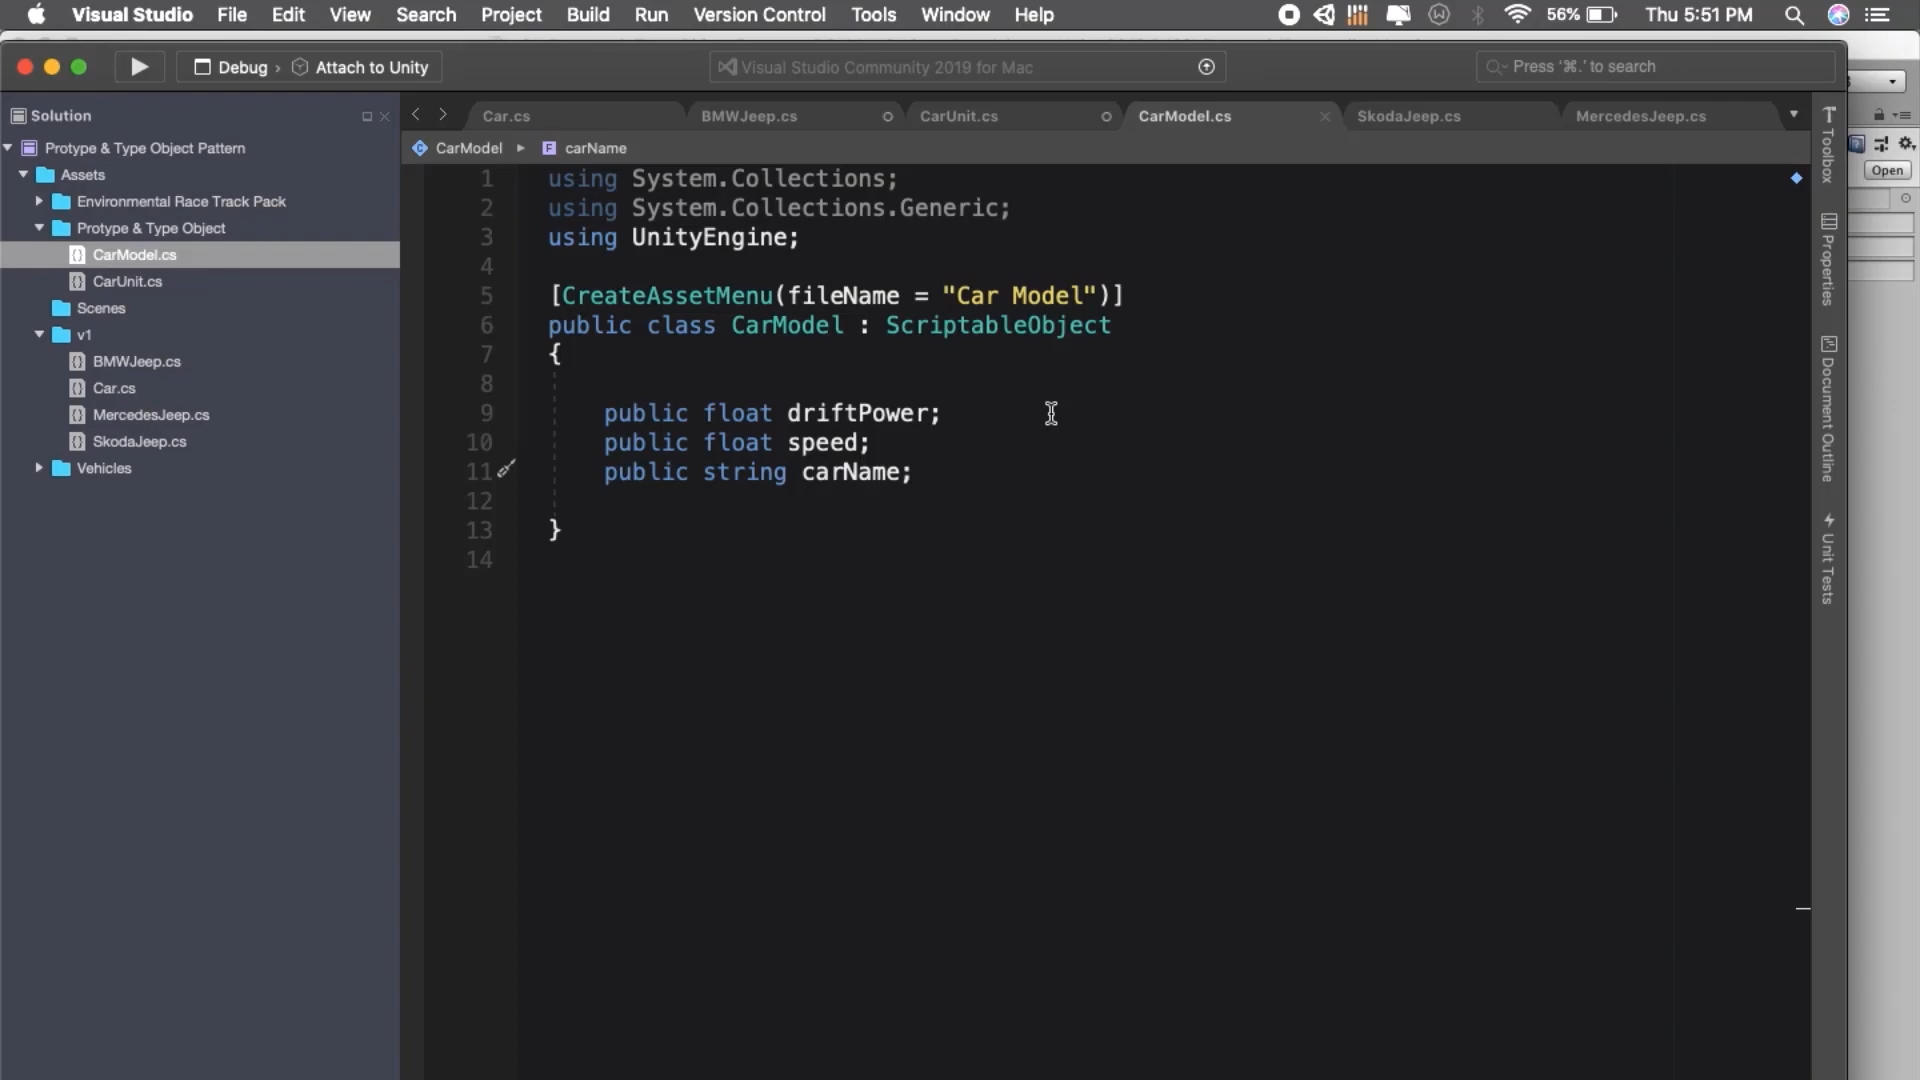 Visual Studio File Edit View Search Project Build Run Version Control Tools Window Help 56% Thu 5:51 PM
Debug › Attach to Unity Visual Studio Community 2019 for Mac Press ‘⌘.’ to search
Solution
Car.cs BMWJeep.cs CarUnit.cs CarModel.cs SkodaJeep.cs MercedesJeep.cs
CarModel carName
Protype & Type Object Pattern
Assets
Environmental Race Track Pack
Protype & Type Object
CarModel.cs
CarUnit.cs
Scenes
v1
BMWJeep.cs
Car.cs
MercedesJeep.cs
SkodaJeep.cs
Vehicles
1 using System.Collections;
2 using System.Collections.Generic;
3 using UnityEngine;
4
5 [CreateAssetMenu(fileName = "Car Model")]
6 public class CarModel : ScriptableObject
7 {
8
9 public float driftPower;
10 public float speed;
11 public string carName;
12
13 }
14
Toolbox
Properties
Document Outline
Unit Tests
Open